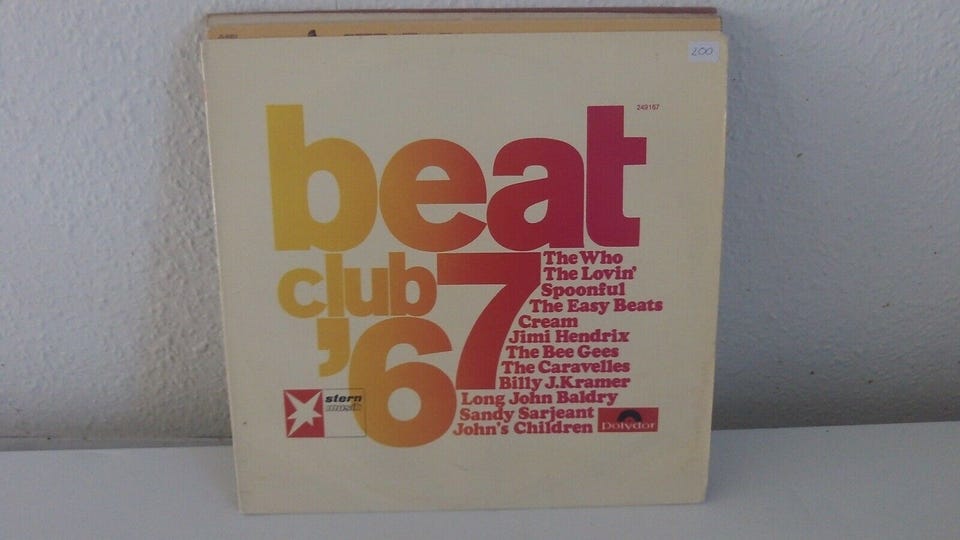 200
249167
beat
club
'67
The Who
The Lovin'
Spoonful
The Easy Beats
Cream
Jimi Hendrix
The Bee Gees
The Caravelles
Billy J.Kramer
Long John Baldry
Sandy Sarjeant
John's Children
stern
musik
Polydor